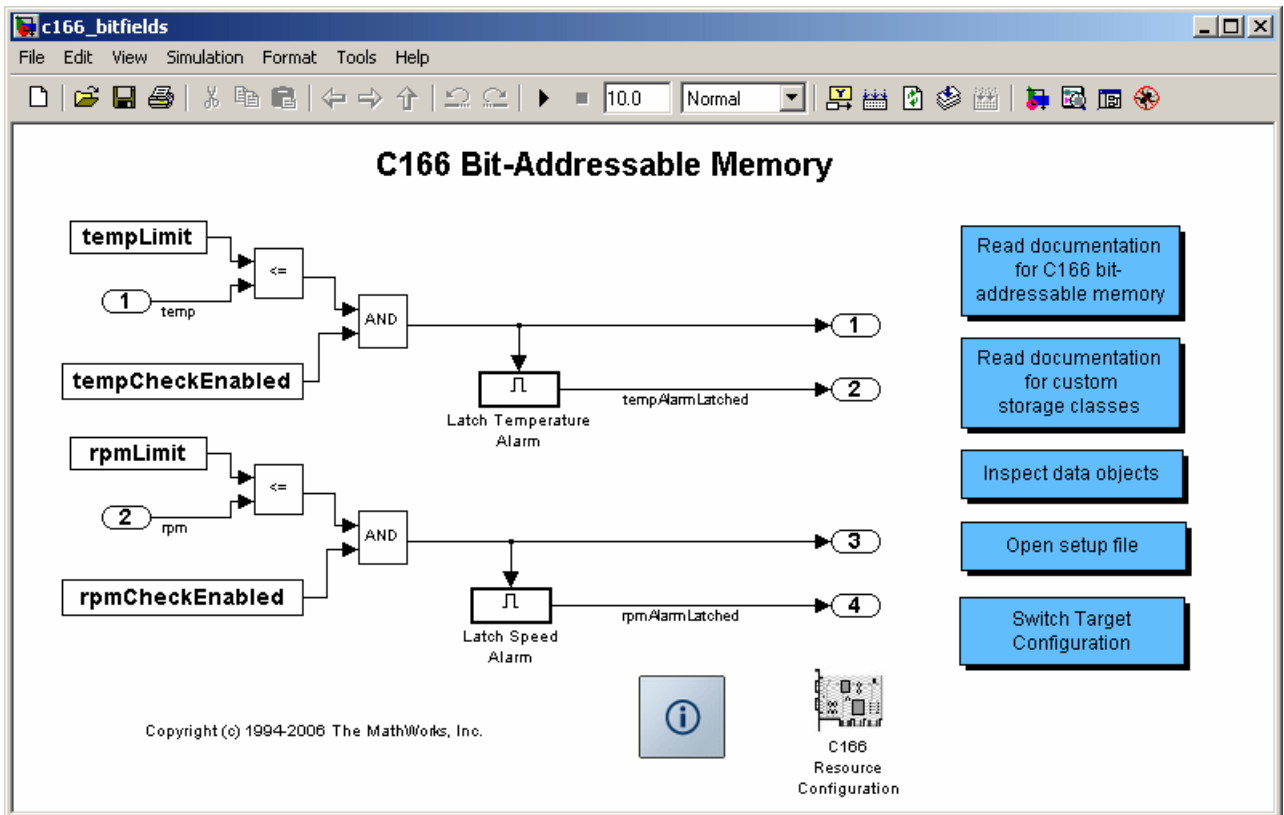 c166_bitfields
File Edit View Simulation Format Tools Help
10.0 Normal
C166 Bit-Addressable Memory
tempLimit
<=
1
temp
AND
1
tempCheckEnabled
2
tempAlarmLatched
Latch Temperature
Alarm
rpmLimit
<=
2
rpm
AND
3
rpmCheckEnabled
4
rpmAlarmLatched
Latch Speed
Alarm
Read documentation
for C166 bit-
addressable memory
Read documentation
for custom
storage classes
Inspect data objects
Open setup file
Switch Target
Configuration
Copyright (c) 1994-2006 The MathWorks, Inc.
i
C166
Resource
Configuration